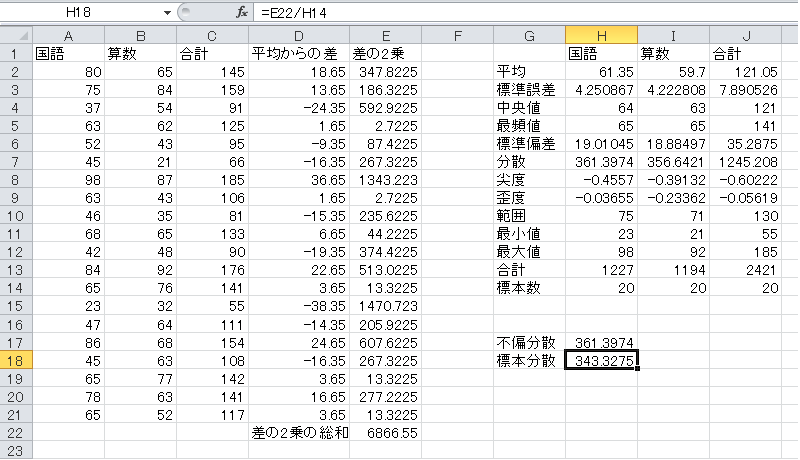 H18 fx =E22/H14
A B C D E F G H I J
1 国語 算数 合計 平均からの差 差の2乗 国語 算数 合計
2 80 65 145 18.65 347.8225 平均 61.35 59.7 121.05
3 75 84 159 13.65 186.3225 標準誤差 4.250867 4.222808 7.890526
4 37 54 91 -24.35 592.9225 中央値 64 63 121
5 63 62 125 1.65 2.7225 最頻値 65 65 141
6 52 43 95 -9.35 87.4225 標準偏差 19.01045 18.88497 35.2875
7 45 21 66 -16.35 267.3225 分散 361.3974 356.6421 1245.208
8 98 87 185 36.65 1343.223 尖度 -0.4557 -0.39132 -0.60222
9 63 43 106 1.65 2.7225 歪度 -0.03655 -0.23362 -0.05619
10 46 35 81 -15.35 235.6225 範囲 75 71 130
11 68 65 133 6.65 44.2225 最小値 23 21 55
12 42 48 90 -19.35 374.4225 最大値 98 92 185
13 84 92 176 22.65 513.0225 合計 1227 1194 2421
14 65 76 141 3.65 13.3225 標本数 20 20 20
15 23 32 55 -38.35 1470.723
16 47 64 111 -14.35 205.9225
17 86 68 154 24.65 607.6225 不偏分散 361.3974
18 45 63 108 -16.35 267.3225 標本分散 343.3275
19 65 77 142 3.65 13.3225
20 78 63 141 16.65 277.2225
21 65 52 117 3.65 13.3225
22 差の2乗の総和 6866.55
23